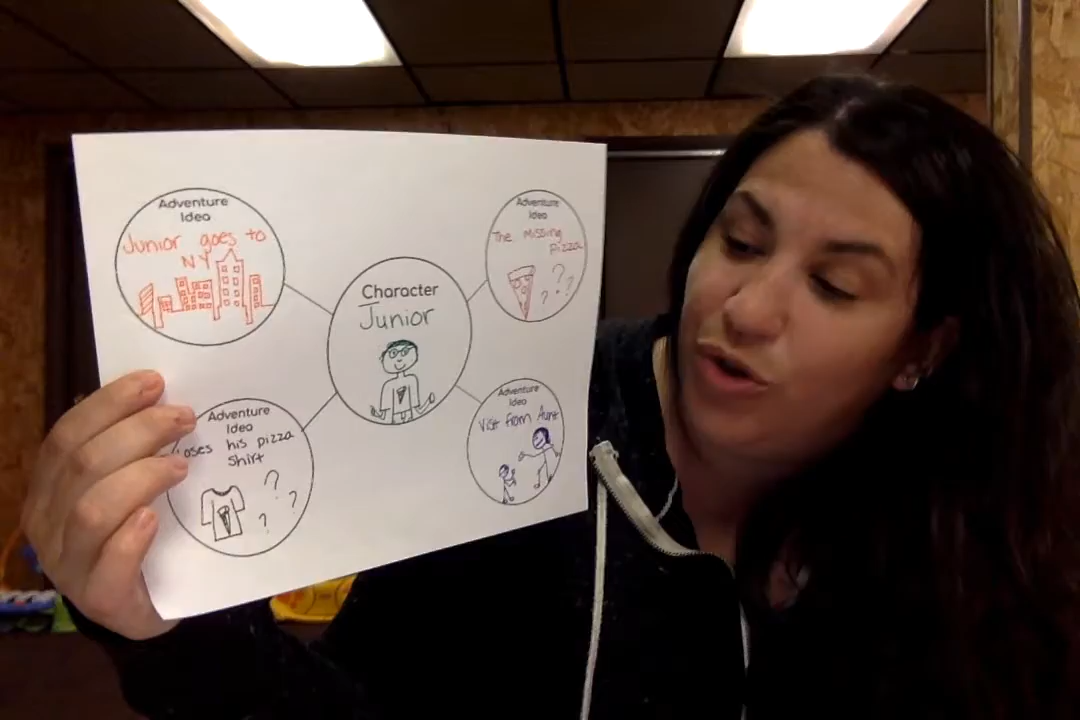 Adventure
Idea
Junior goes to
NY
Adventure
Idea
The Missing
pizza
? ? ?
Character
Junior
Adventure
Idea
loses his pizza
shirt
? ? ?
Adventure
Idea
Visit from Aunt